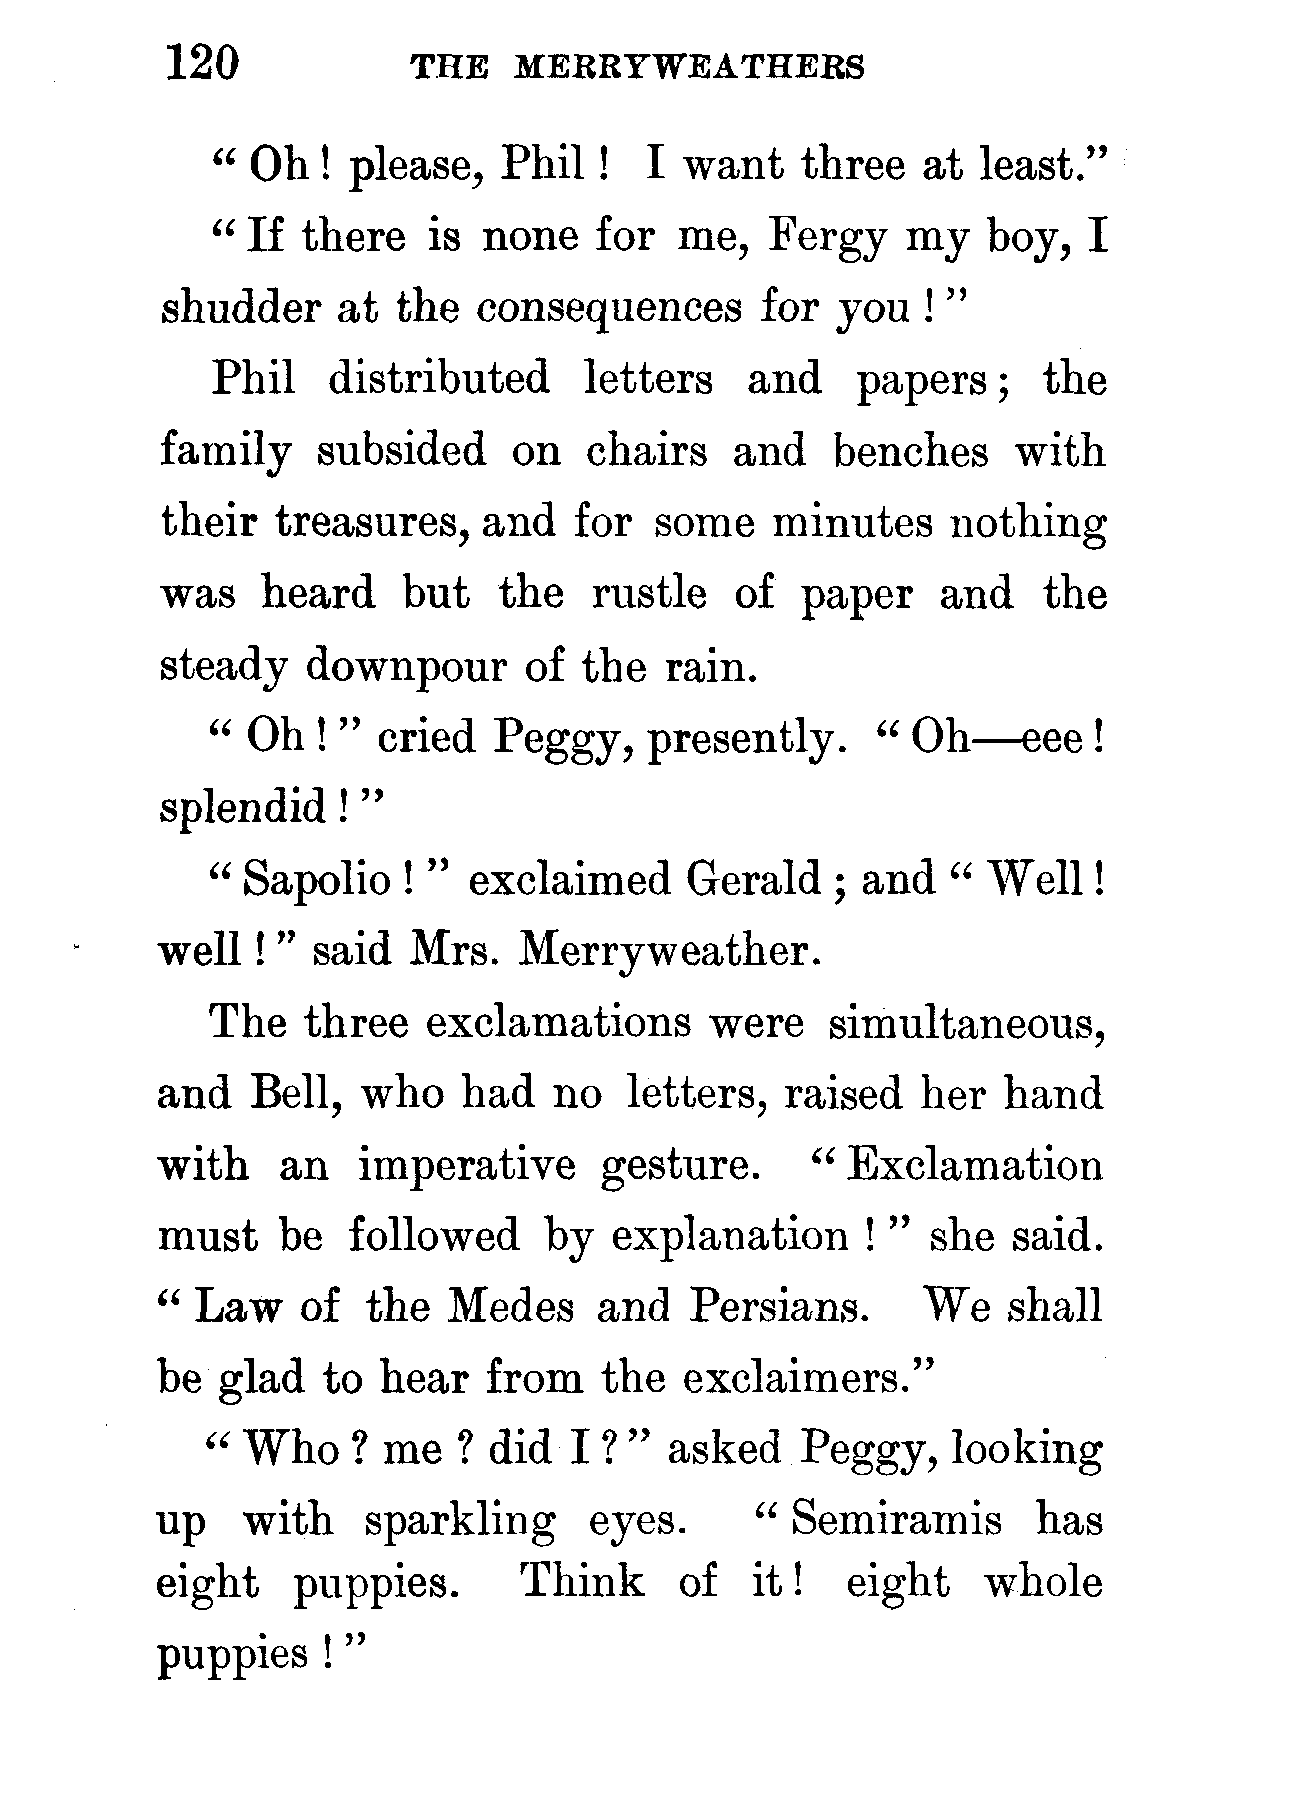 120 THE MERRYWEATHERS
“ Oh ! please, Phil ! I want three at least.”
“ If there is none for me, Fergy my boy, I
shudder at the consequences for you ! ”
Phil distributed letters and papers ; the
family subsided on chairs and benches with
their treasures, and for some minutes nothing
was heard but the rustle of paper and the
steady downpour of the rain.
“ Oh ! ” cried Peggy, presently. “ Oh—eee !
splendid ! ”
“ Sapolio ! ” exclaimed Gerald ; and “ Well !
well ! ” said Mrs. Merryweather.
The three exclamations were simultaneous,
and Bell, who had no letters, raised her hand
with an imperative gesture. “ Exclamation
must be followed by explanation ! ” she said.
“ Law of the Medes and Persians. We shall
be glad to hear from the exclaimers.”
“ Who ? me ? did I ? ” asked Peggy, looking
up with sparkling eyes. “ Semiramis has
eight puppies. Think of it ! eight whole
puppies ! ”